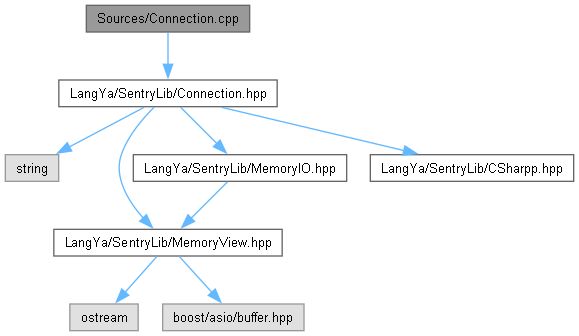 Sources/Connection.cpp
LangYa/SentryLib/Connection.hpp
string
LangYa/SentryLib/MemoryIO.hpp
LangYa/SentryLib/CSharpp.hpp
LangYa/SentryLib/MemoryView.hpp
ostream
boost/asio/buffer.hpp